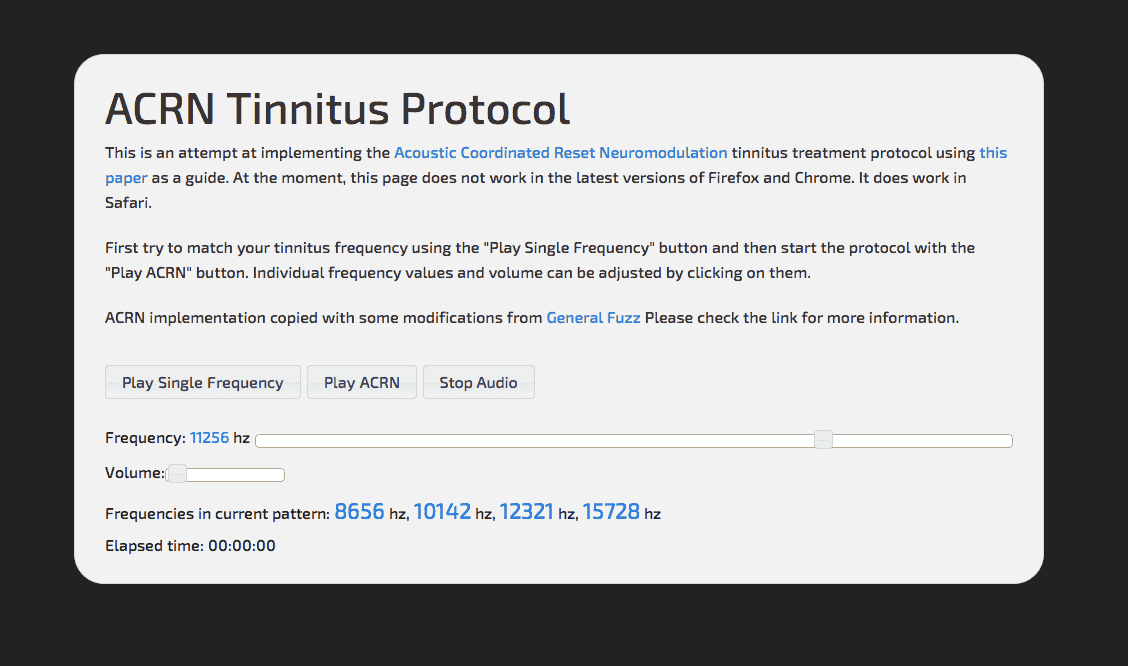 ACRN Tinnitus Protocol
This is an attempt at implementing the Acoustic Coordinated Reset Neuromodulation tinnitus treatment protocol using this
paper as a guide. At the moment, this page does not work in the latest versions of Firefox and Chrome. It does work in
Safari.
First try to match your tinnitus frequency using the "Play Single Frequency" button and then start the protocol with the
"Play ACRN" button. Individual frequency values and volume can be adjusted by clicking on them.
ACRN implementation copied with some modifications from General Fuzz Please check the link for more information.
Play Single Frequency Play ACRN Stop Audio
Frequency: 11256 hz
Volume:
Frequencies in current pattern: 8656 hz, 10142 hz, 12321 hz, 15728 hz
Elapsed time: 00:00:00